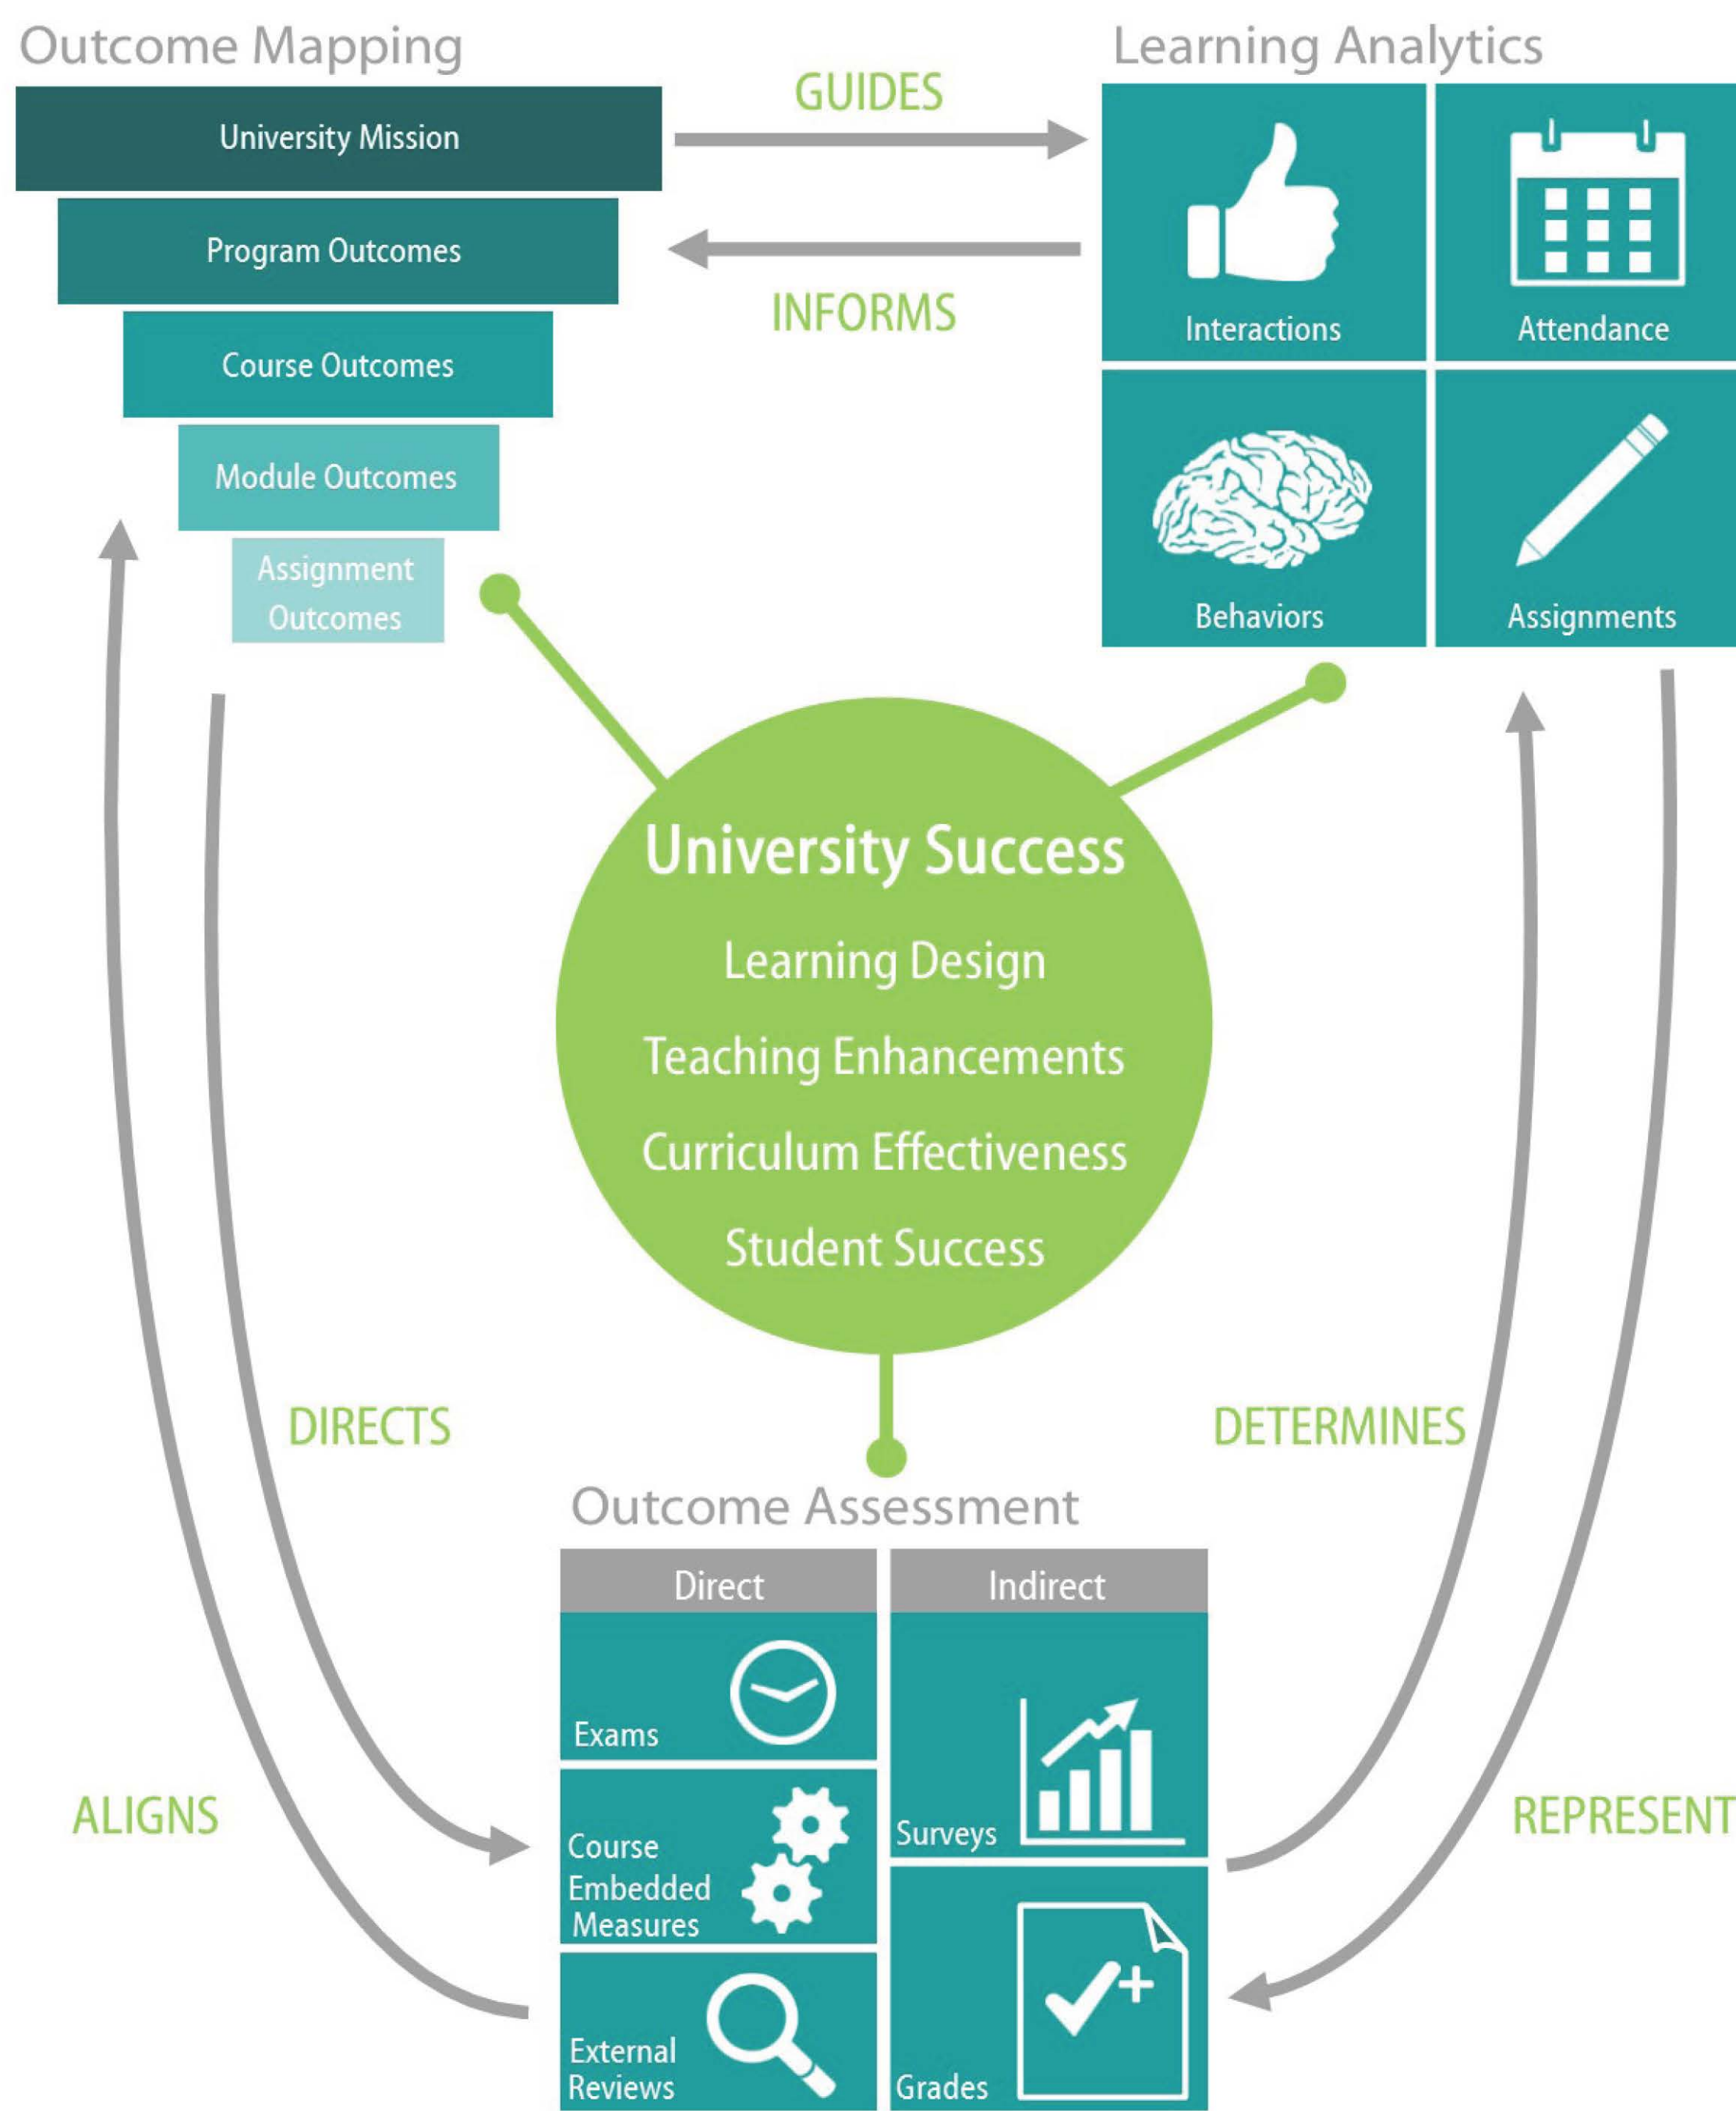 Outcome Mapping
University Mission
Program Outcomes
Course Outcomes
Module Outcomes
Assignment
Outcomes
GUIDES
INFORMS
Learning Analytics
Interactions
Attendance
Behaviors
Assignments
University Success
Learning Design
Teaching Enhancements
Curriculum Effectiveness
Student Success
DIRECTS
DETERMINES
ALIGNS
REPRESENT
Outcome Assessment
Direct
Indirect
Exams
Course
Embedded
Measures
External
Reviews
Surveys
Grades